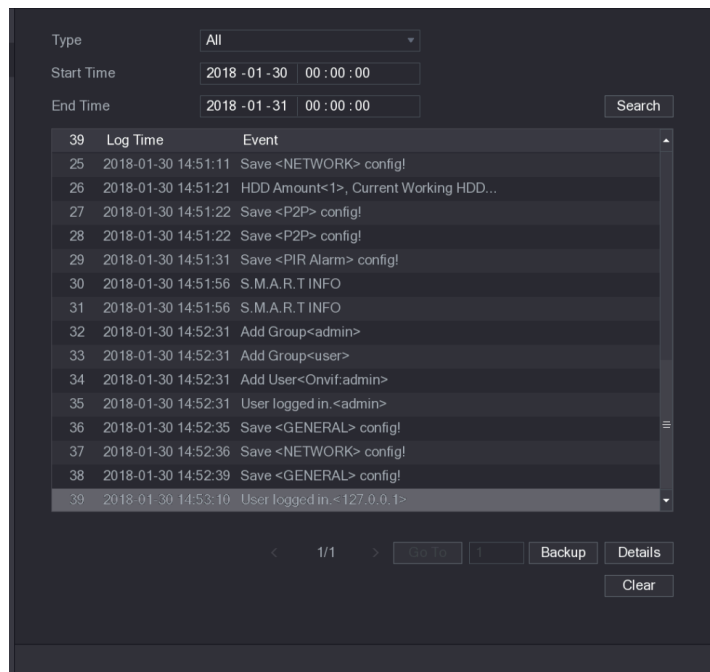 Type All
Start Time 2018 -01 -30 00 : 00 : 00
End Time 2018 -01 -31 00 : 00 : 00 Search
39 Log Time Event
25 2018-01-30 14:51:11 Save <NETWORK> config!
26 2018-01-30 14:51:21 HDD Amount<1>, Current Working HDD...
27 2018-01-30 14:51:22 Save <P2P> config!
28 2018-01-30 14:51:22 Save <P2P> config!
29 2018-01-30 14:51:31 Save <PIR Alarm> config!
30 2018-01-30 14:51:56 S.M.A.R.T INFO
31 2018-01-30 14:51:56 S.M.A.R.T INFO
32 2018-01-30 14:52:31 Add Group<admin>
33 2018-01-30 14:52:31 Add Group<user>
34 2018-01-30 14:52:31 Add User<Onvif:admin>
35 2018-01-30 14:52:31 User logged in.<admin>
36 2018-01-30 14:52:35 Save <GENERAL> config!
37 2018-01-30 14:52:36 Save <NETWORK> config!
38 2018-01-30 14:52:39 Save <GENERAL> config!
39 2018-01-30 14:53:10 User logged in.<127.0.0.1>
< 1/1 > Go To 1 Backup Details
Clear